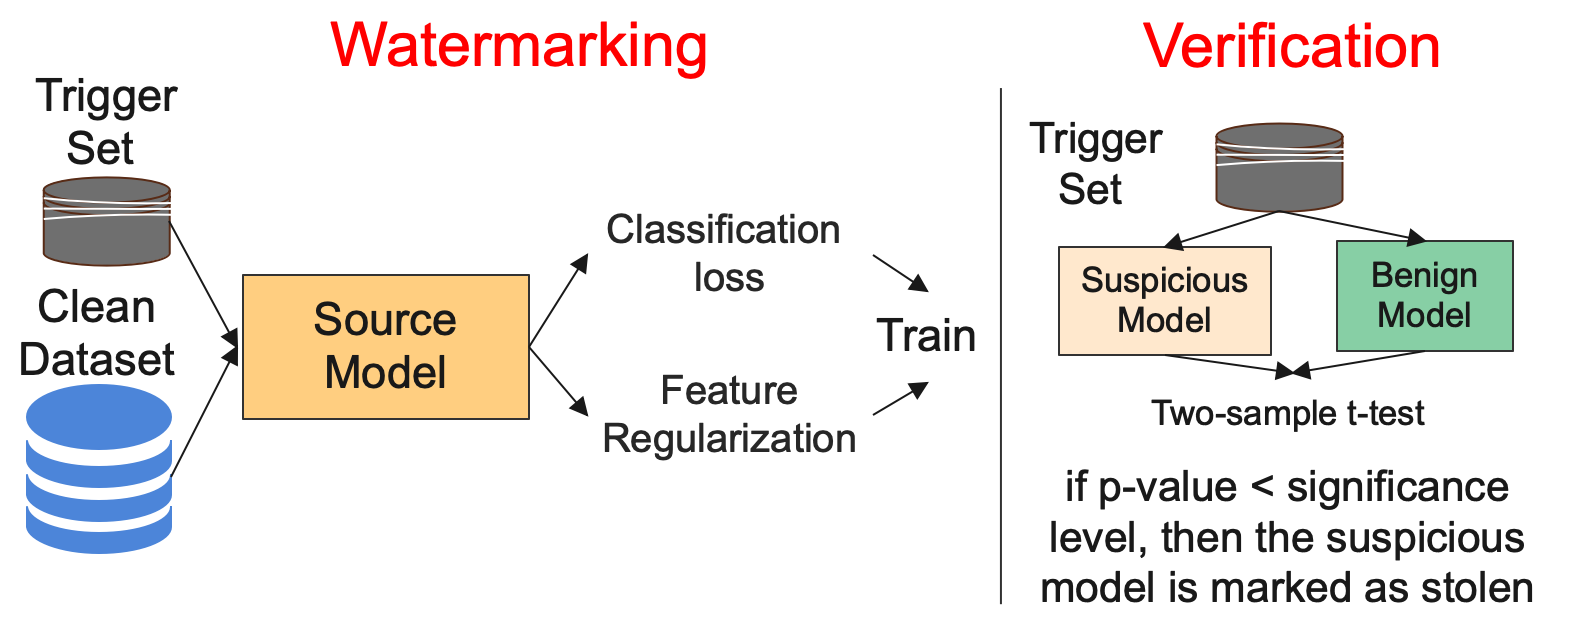 Watermarking
Trigger
Set
Clean
Dataset
Source
Model
Classification
loss
Feature
Regularization
Train
Verification
Trigger
Set
Suspicious
Model
Benign
Model
Two-sample t-test
if p-value < significance
level, then the suspicious
model is marked as stolen